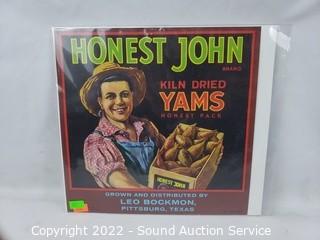 HONEST JOHN
BRAND
KILN DRIED
YAMS
HONEST PACK
HONEST JOHN
GROWN AND DISTRIBUTED BY
LEO BOCKMON,
PITTSBURG, TEXAS
Copyright 2022 - Sound Auction Service